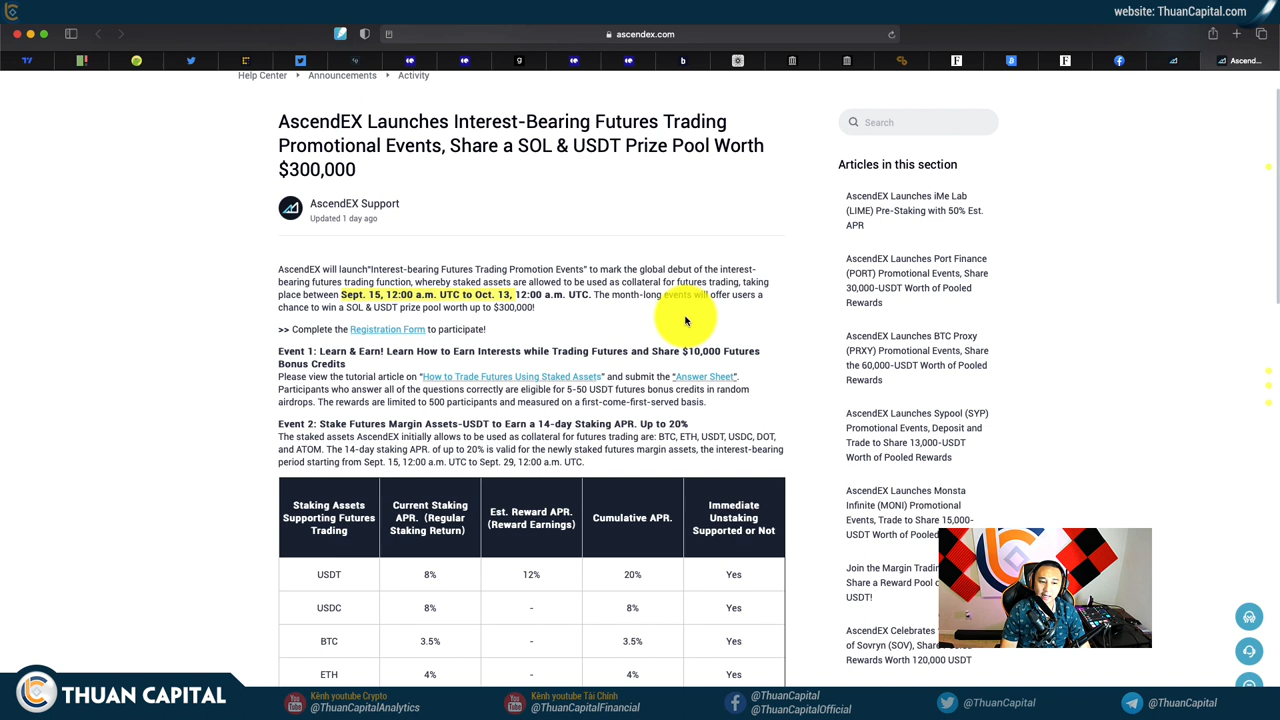 website: ThuanCapital.com
ascendex.com
Ascend...
Help Center
Announcements
Activity
AscendEX Launches Interest-Bearing Futures Trading
Promotional Events, Share a SOL & USDT Prize Pool Worth
$300,000
AscendEX Support
Updated 1 day ago
AscendEX will launch“Interest-bearing Futures Trading Promotion Events” to mark the global debut of the interest-
bearing futures trading function, whereby staked assets are allowed to be used as collateral for futures trading, taking
place between Sept. 15, 12:00 a.m. UTC to Oct. 13, 12:00 a.m. UTC. The month-long events will offer users a
chance to win a SOL & USDT prize pool worth up to $300,000!
>> Complete the Registration Form to participate!
Event 1: Learn & Earn! Learn How to Earn Interests while Trading Futures and Share $10,000 Futures
Bonus Credits
Please view the tutorial article on “How to Trade Futures Using Staked Assets” and submit the “Answer Sheet”.
Participants who answer all of the questions correctly are eligible for 5-50 USDT futures bonus credits in random
airdrops. The rewards are limited to 500 participants and measured on a first-come-first-served basis.
Event 2: Stake Futures Margin Assets-USDT to Earn a 14-day Staking APR. Up to 20%
The staked assets AscendEX initially allows to be used as collateral for futures trading are: BTC, ETH, USDT, USDC, DOT,
and ATOM. The 14-day staking APR. of up to 20% is valid for the newly staked futures margin assets, the interest-bearing
period starting from Sept. 15, 12:00 a.m. UTC to Sept. 29, 12:00 a.m. UTC.
Staking Assets
Supporting Futures
Trading
Current Staking
APR. (Regular
Staking Return)
Est. Reward APR.
(Reward Earnings)
Cumulative APR.
Immediate
Unstaking
Supported or Not
USDT 8% 12% 20% Yes
USDC 8% - 8% Yes
BTC 3.5% - 3.5% Yes
ETH 4% - 4% Yes
Search
Articles in this section
AscendEX Launches iMe Lab
(LIME) Pre-Staking with 50% Est.
APR
AscendEX Launches Port Finance
(PORT) Promotional Events, Share
30,000-USDT Worth of Pooled
Rewards
AscendEX Launches BTC Proxy
(PRXY) Promotional Events, Share
the 60,000-USDT Worth of Pooled
Rewards
AscendEX Launches Sypool (SYP)
Promotional Events, Deposit and
Trade to Share 13,000-USDT
Worth of Pooled Rewards
AscendEX Launches Monsta
Infinite (MONI) Promotional
Events, Trade to Share 15,000-
USDT Worth of Pooled
Join the Margin Trading
Share a Reward Pool
USDT!
AscendEX Celebrates
of Sovryn (SOV), Share
Rewards Worth 120,000 USDT
THUAN CAPITAL
Kênh youtube Crypto
@ThuanCapitalAnalytics
Kênh youtube Tài Chính
@ThuanCapitalFinancial
@ThuanCapital
@ThuanCapitalOfficial
@ThuanCapital
@ThuanCapital